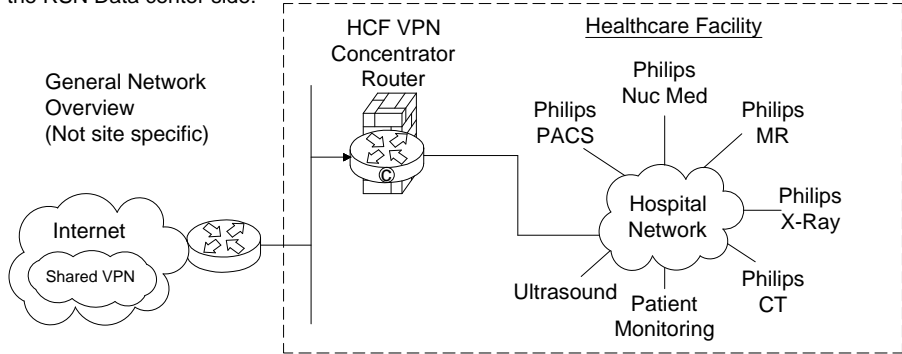 the RSN Data center side.
General Network
Overview
(Not site specific)
Internet
Shared VPN
HCF VPN
Concentrator
Router
C
Healthcare Facility
Philips
PACS
Philips
Nuc Med
Philips
MR
Hospital
Network
Philips
X-Ray
Ultrasound
Patient
Monitoring
Philips
CT